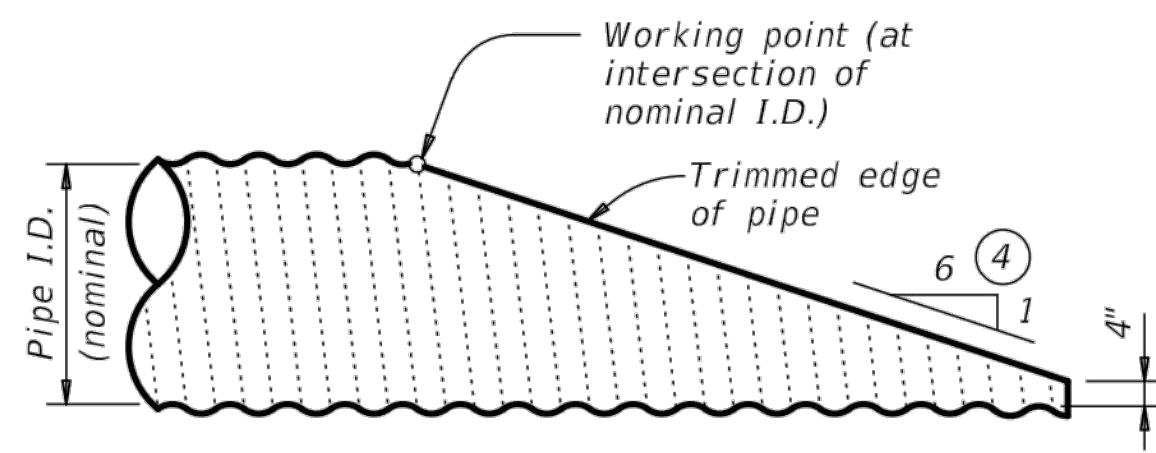 Working point (at
intersection of
nominal I.D.)
Trimmed edge
of pipe
Pipe I.D.
(nominal)
6 4
1
4"